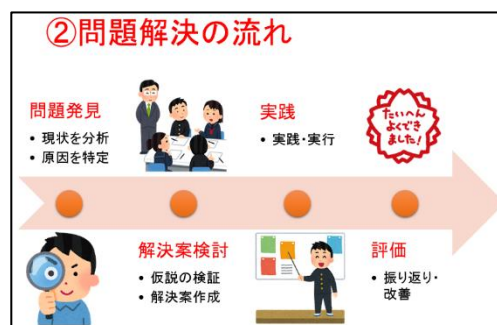 ②問題解決の流れ
問題発見
• 現状を分析
• 原因を特定
実践
• 実践・実行
たいへん
よくでき
ました！
解決案検討
• 仮説の検証
• 解決案作成
評価
• 振り返り・
改善